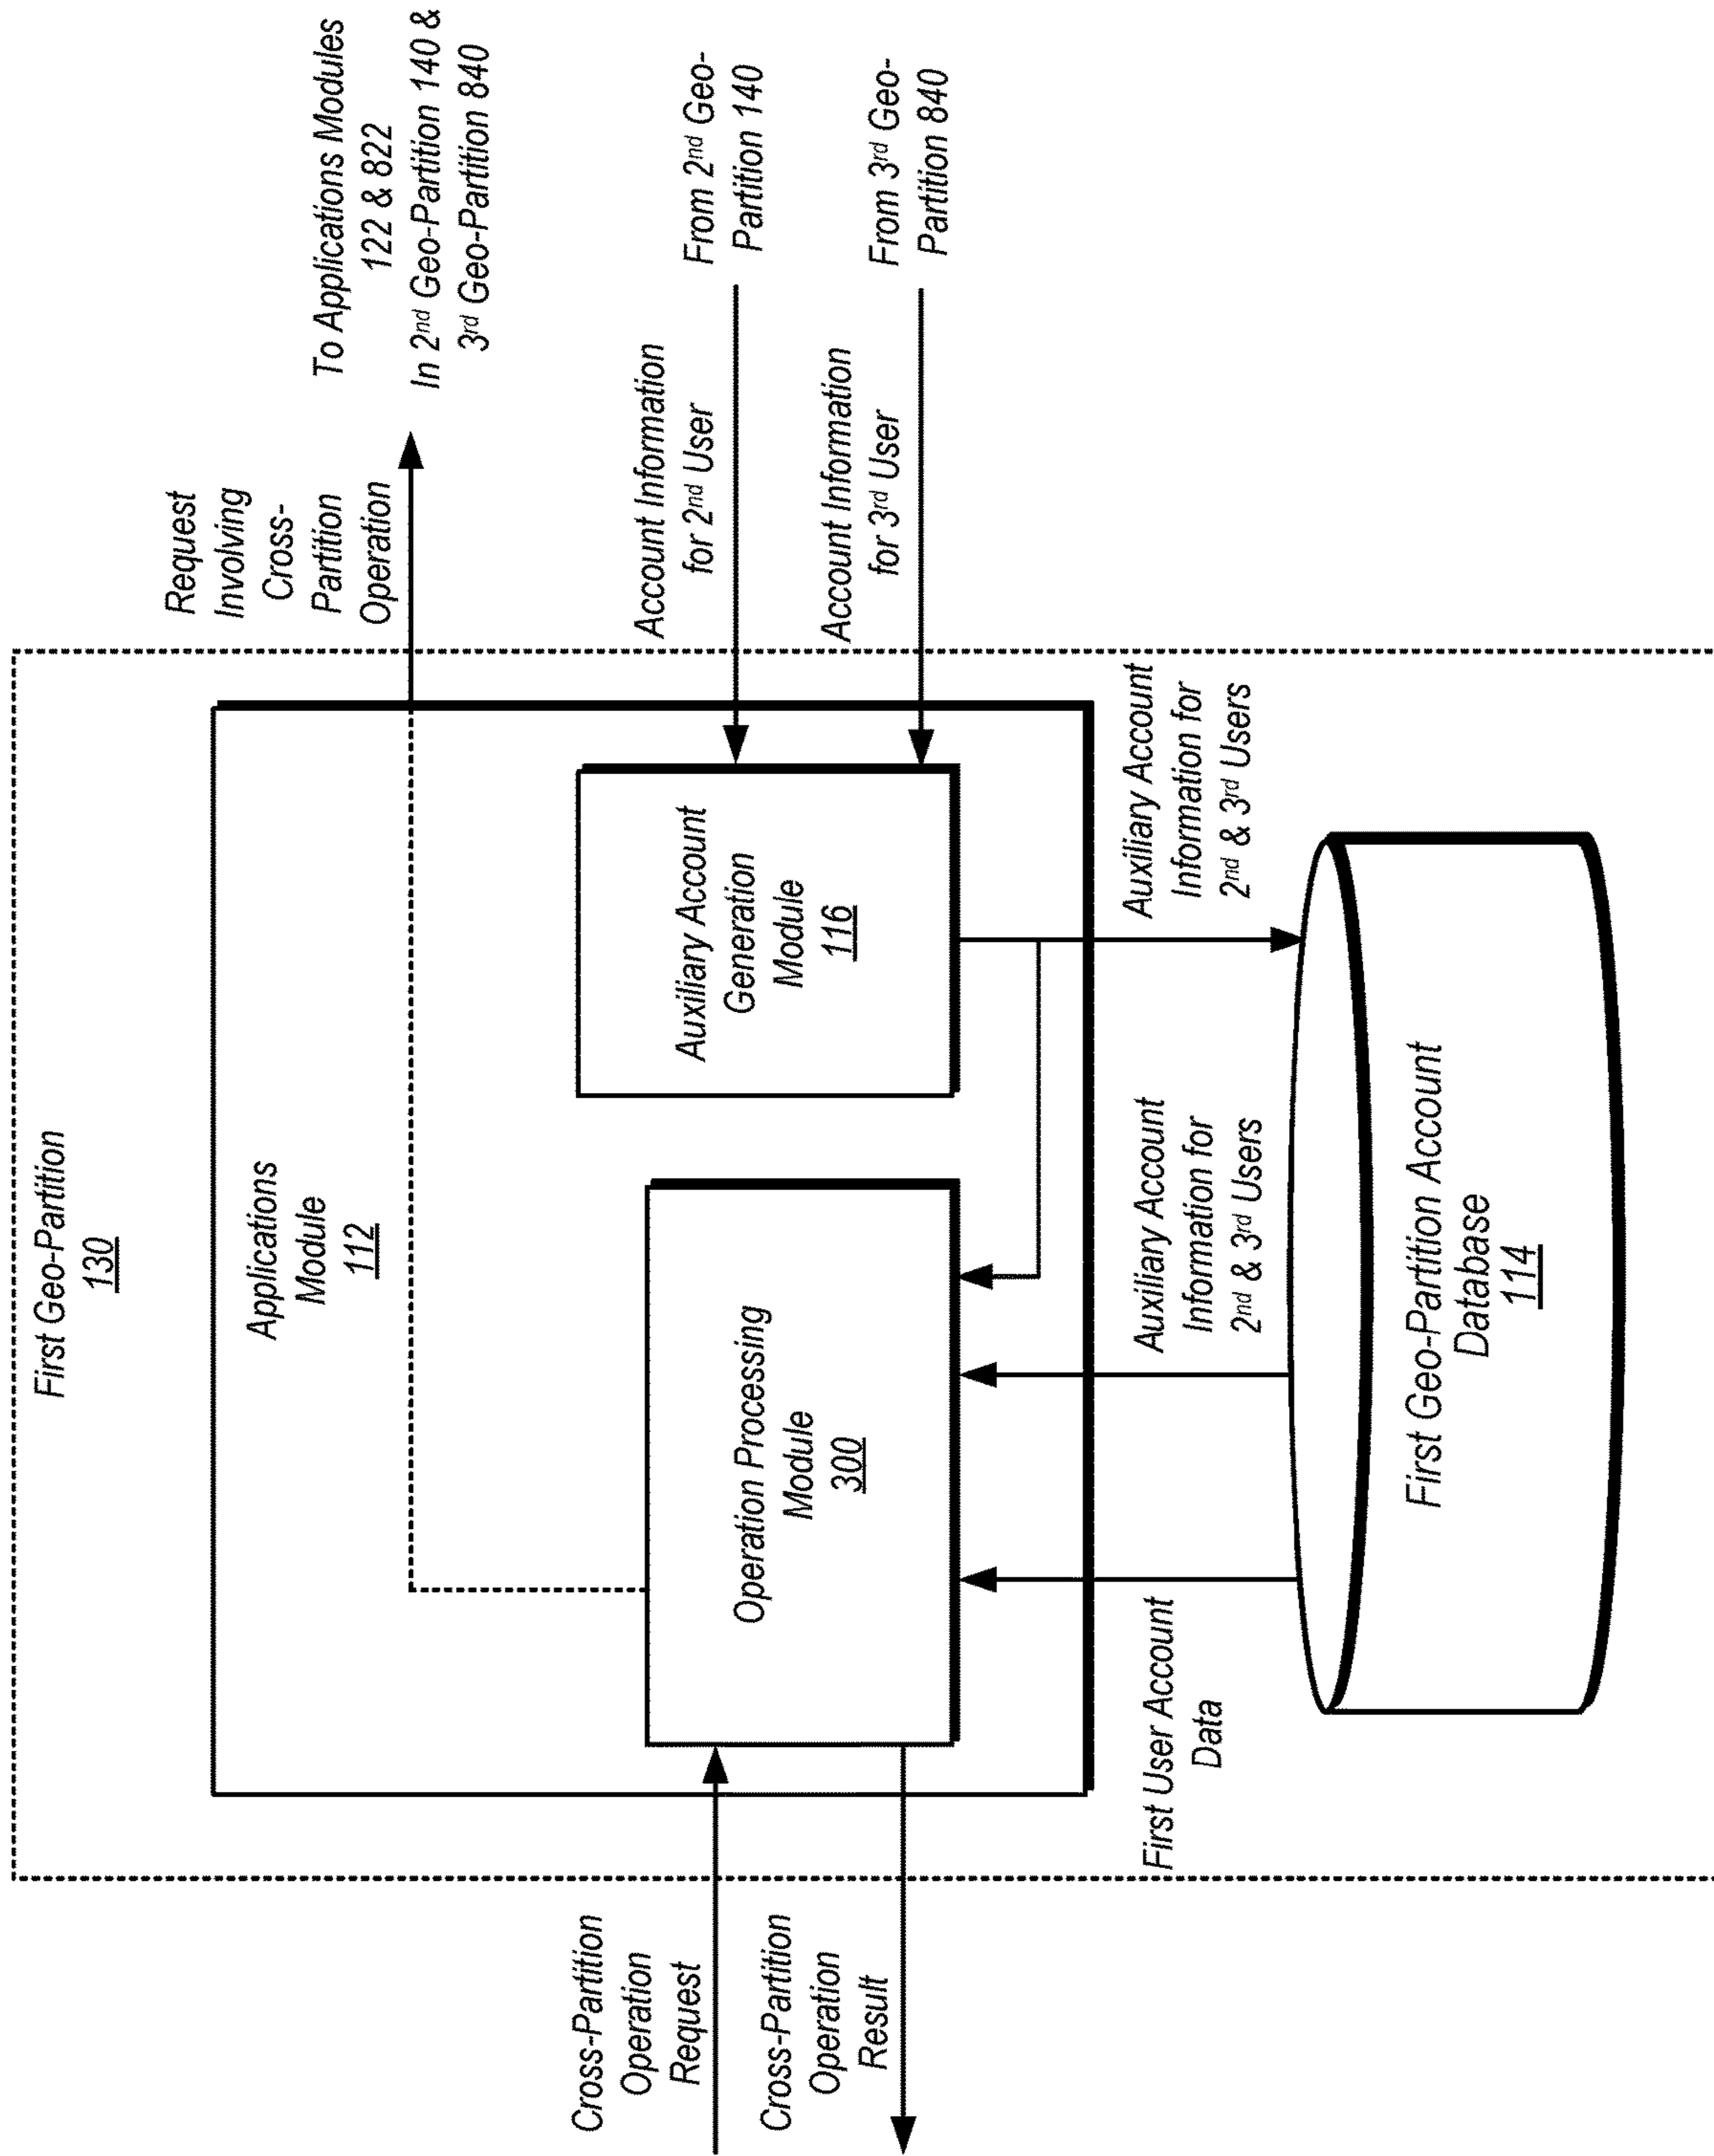 First Geo-Partition
130
Applications
Module
112
Cross-Partition
Operation
Request
Cross-Partition
Operation
Result
Operation Processing
Module
300
Auxiliary Account
Generation
Module
116
Request
Involving
Cross-
Partition
Operation
To Applications Modules
122 & 822
In 2nd Geo-Partition 140 &
3rd Geo-Partition 840
Account Information
for 2nd User
From 2nd Geo-
Partition 140
Account Information
for 3rd User
From 3rd Geo-
Partition 840
First User Account
Data
Auxiliary Account
Information for
2nd & 3rd Users
Auxiliary Account
Information for
2nd & 3rd Users
First Geo-Partition Account
Database
114